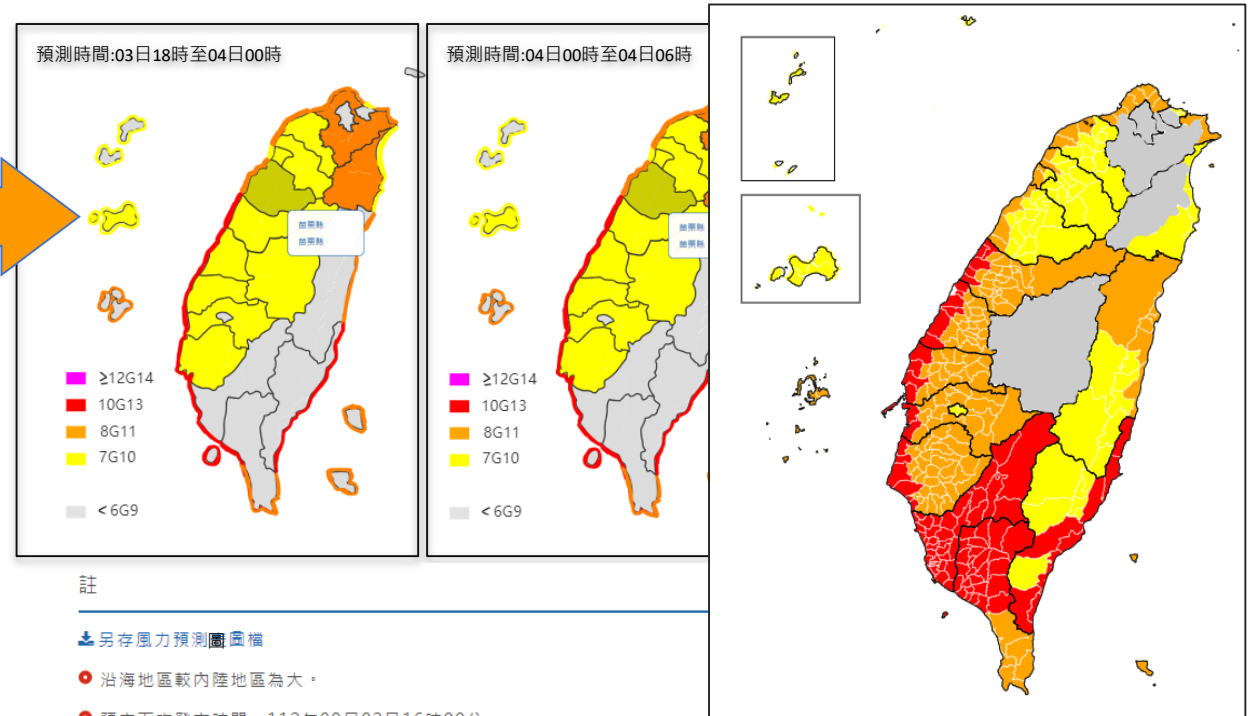 預測時間:03日18時至04日00時
預測時間:04日00時至04日06時
苗栗縣
苗栗縣
苗栗縣
苗栗縣
≥12G14
10G13
8G11
7G10
< 6G9
≥12G14
10G13
8G11
7G10
< 6G9
註
另存風力預測圖圖檔
沿海地區較內陸地區為大。